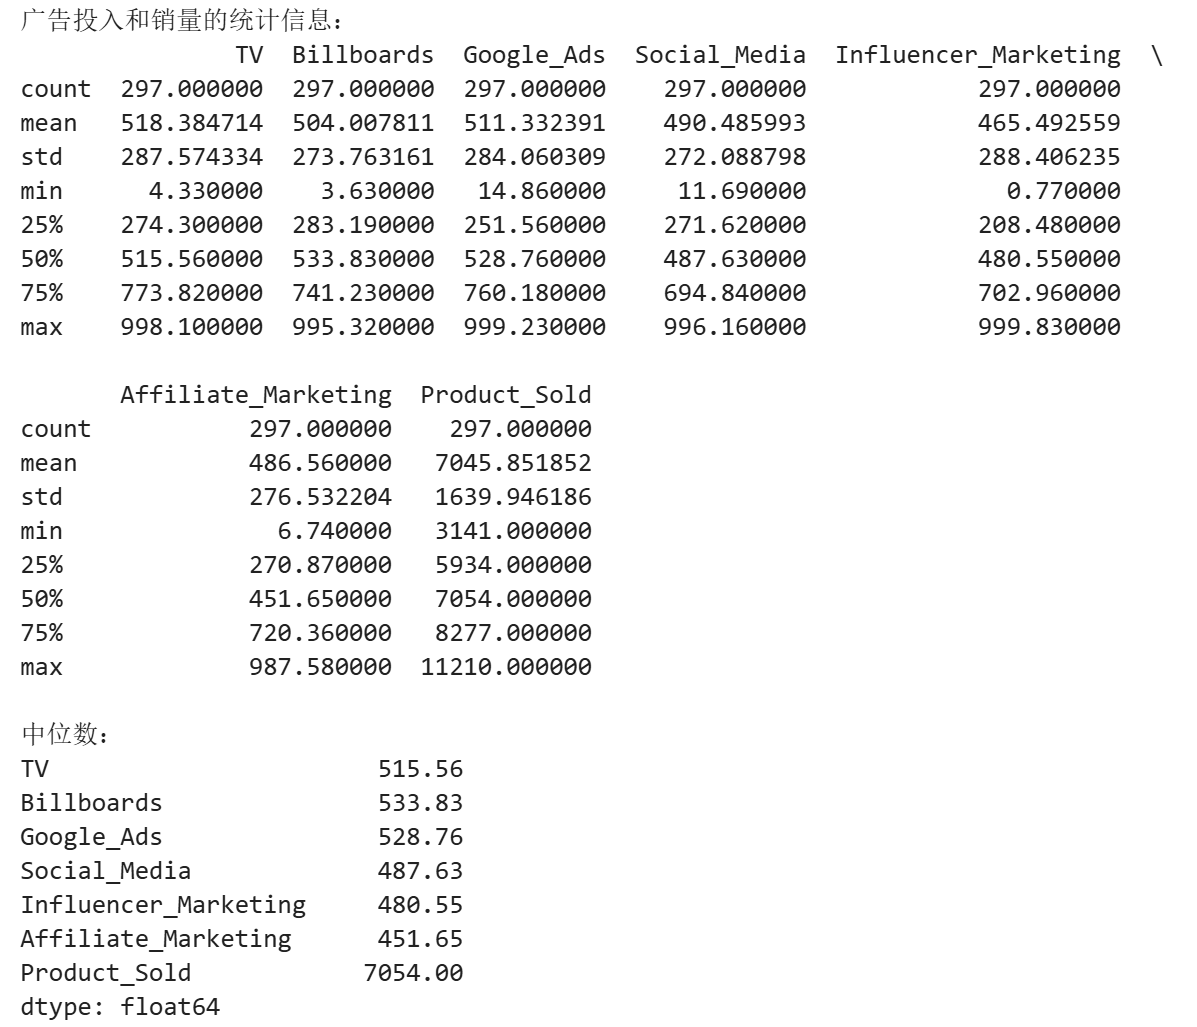 广告投入和销量的统计信息：
               TV  Billboards  Google_Ads  Social_Media  Influencer_Marketing  \
count  297.000000  297.000000  297.000000    297.000000            297.000000
mean   518.384714  504.007811  511.332391    490.485993            465.492559
std    287.574334  273.763161  284.060309    272.088798            288.406235
min      4.330000    3.630000   14.860000     11.690000              0.770000
25%    274.300000  283.190000  251.560000    271.620000            208.480000
50%    515.560000  533.830000  528.760000    487.630000            480.550000
75%    773.820000  741.230000  760.180000    694.840000            702.960000
max    998.100000  995.320000  999.230000    996.160000            999.830000

       Affiliate_Marketing  Product_Sold
count           297.000000    297.000000
mean            486.560000   7045.851852
std             276.532204   1639.946186
min               6.740000   3141.000000
25%             270.870000   5934.000000
50%             451.650000   7054.000000
75%             720.360000   8277.000000
max             987.580000  11210.000000

中位数：
TV                       515.56
Billboards               533.83
Google_Ads               528.76
Social_Media             487.63
Influencer_Marketing     480.55
Affiliate_Marketing      451.65
Product_Sold            7054.00
dtype: float64